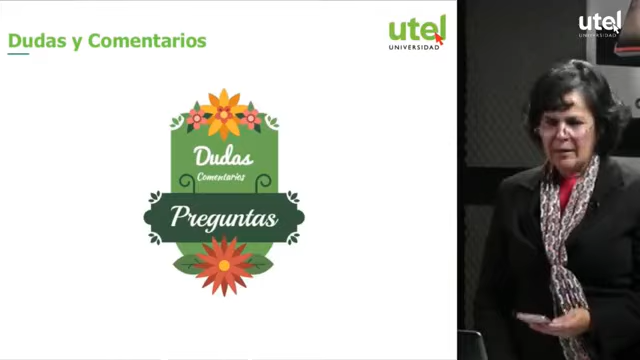 Dudas y Comentarios
utel
UNIVERSIDAD
Dudas
Comentarios
Preguntas
utel
UNIVERSIDAD